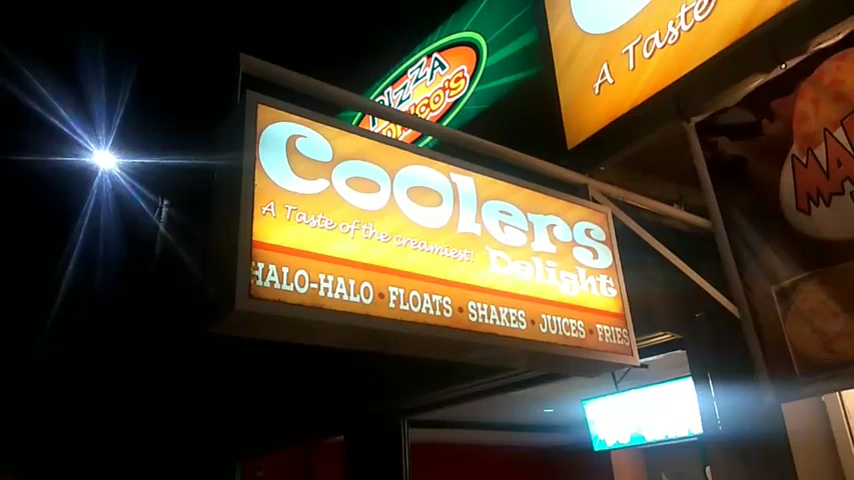 PIZZA
Coolers
A Taste of the creamiest!
Delight
HALO-HALO • FLOATS • SHAKES • JUICES • FRIES
A Taste